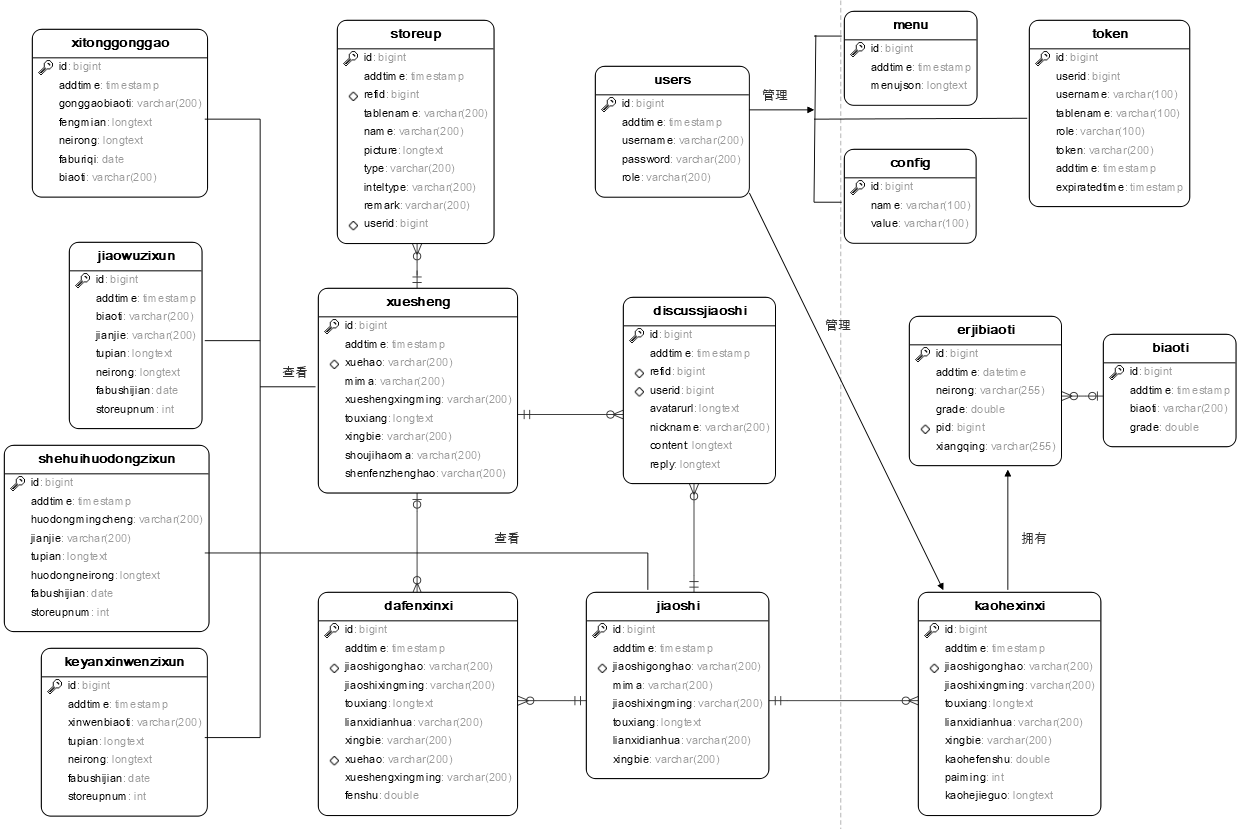 xitonggonggao
id: bigint
addtime: timestamp
gonggaobiaoti: varchar(200)
fengmian: longtext
neirong: longtext
faburiqi: date
biaoti: varchar(200)
storeup
id: bigint
addtime: timestamp
refid: bigint
tablename: varchar(200)
name: varchar(200)
picture: longtext
type: varchar(200)
inteltype: varchar(200)
remark: varchar(200)
userid: bigint
users
id: bigint
addtime: timestamp
username: varchar(200)
password: varchar(200)
role: varchar(200)
管理
menu
id: bigint
addtime: timestamp
menujson: longtext
token
id: bigint
userid: bigint
username: varchar(100)
tablename: varchar(100)
role: varchar(100)
token: varchar(200)
addtime: timestamp
expiratedtime: timestamp
config
id: bigint
name: varchar(100)
value: varchar(100)
jiaowuzixun
id: bigint
addtime: timestamp
biaoti: varchar(200)
jianjie: varchar(200)
tupian: longtext
neirong: longtext
fabushijian: date
storeupnum: int
查看
xuesheng
id: bigint
addtime: timestamp
xuehao: varchar(200)
mima: varchar(200)
xueshengxingming: varchar(200)
touxiang: longtext
xingbie: varchar(200)
shoujihaoma: varchar(200)
shenfenzhenghao: varchar(200)
discussjiaoshi
id: bigint
addtime: timestamp
refid: bigint
userid: bigint
avatarurl: longtext
nickname: varchar(200)
content: longtext
reply: longtext
管理
erjibiaoti
id: bigint
addtime: datetime
neirong: varchar(255)
grade: double
pid: bigint
xiangqing: varchar(255)
biaoti
id: bigint
addtime: timestamp
biaoti: varchar(200)
grade: double
shehuihuodongzixun
id: bigint
addtime: timestamp
huodongmingcheng: varchar(200)
jianjie: varchar(200)
tupian: longtext
huodongneirong: longtext
fabushijian: date
storeupnum: int
查看
拥有
keyanxinwenzixun
id: bigint
addtime: timestamp
xinwenbiaoti: varchar(200)
tupian: longtext
neirong: longtext
fabushijian: date
storeupnum: int
dafenxinxi
id: bigint
addtime: timestamp
jiaoshigonghao: varchar(200)
jiaoshixingming: varchar(200)
touxiang: longtext
lianxidianhua: varchar(200)
xingbie: varchar(200)
xuehao: varchar(200)
xueshengxingming: varchar(200)
fenshu: double
jiaoshi
id: bigint
addtime: timestamp
jiaoshigonghao: varchar(200)
mima: varchar(200)
jiaoshixingming: varchar(200)
touxiang: longtext
lianxidianhua: varchar(200)
xingbie: varchar(200)
kaohexinxi
id: bigint
addtime: timestamp
jiaoshigonghao: varchar(200)
jiaoshixingming: varchar(200)
touxiang: longtext
lianxidianhua: varchar(200)
xingbie: varchar(200)
kaohefenshu: double
paiming: int
kaohejieguo: longtext